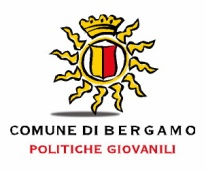 COMUNE DI BERGAMO
POLITICHE GIOVANILI